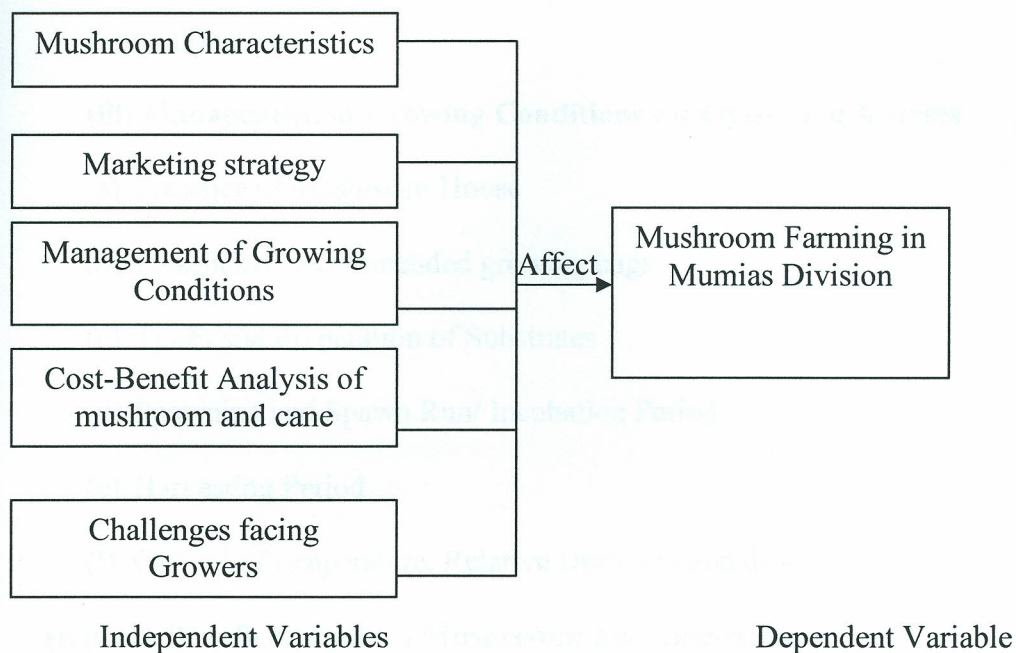 Mushroom Characteristics
Marketing strategy
Management of Growing
Conditions
Cost-Benefit Analysis of
mushroom and cane
Challenges facing
Growers
Affect
Mushroom Farming in
Mumias Division
Independent Variables
Dependent Variable